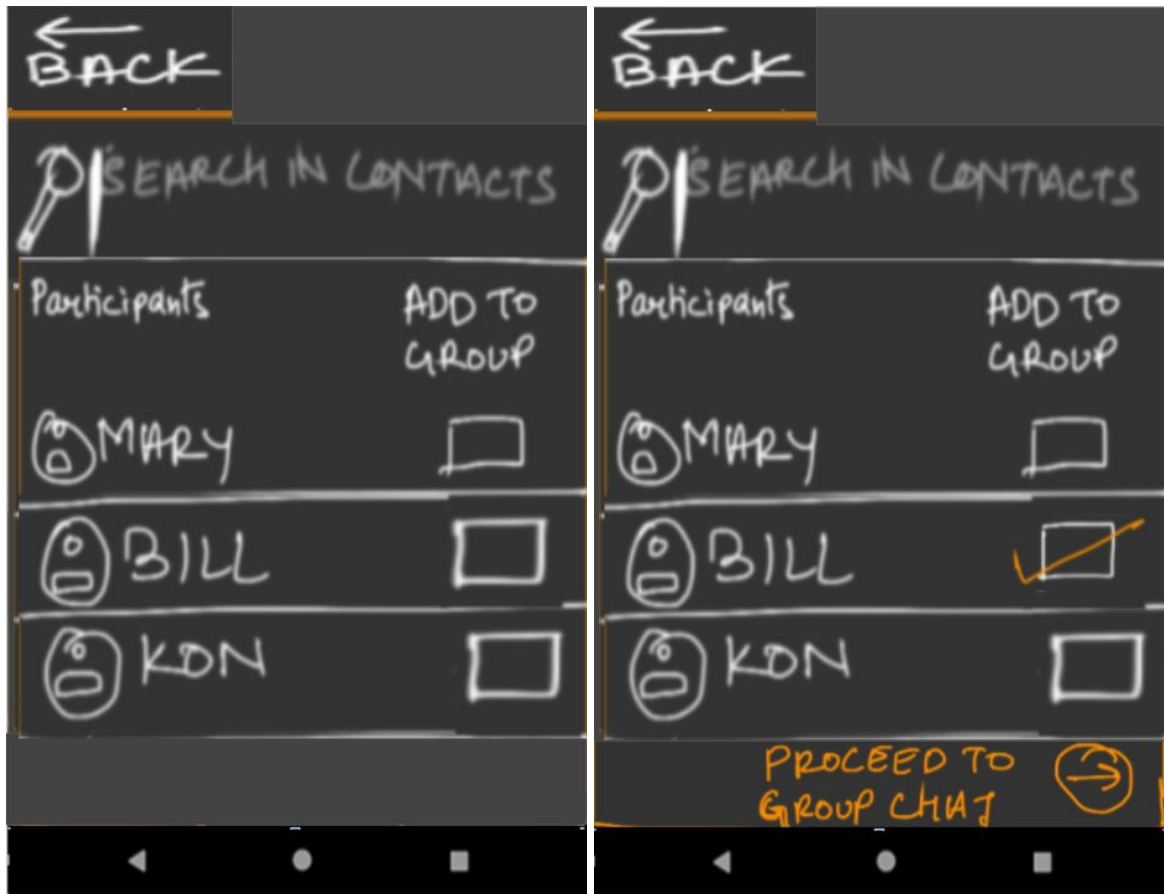 BACK
SEARCH IN CONTACTS
Participants
ADD TO
GROUP
MARY
BILL
KON
BACK
SEARCH IN CONTACTS
Participants
ADD TO
GROUP
MARY
BILL
KON
PROCEED TO
GROUP CHAT